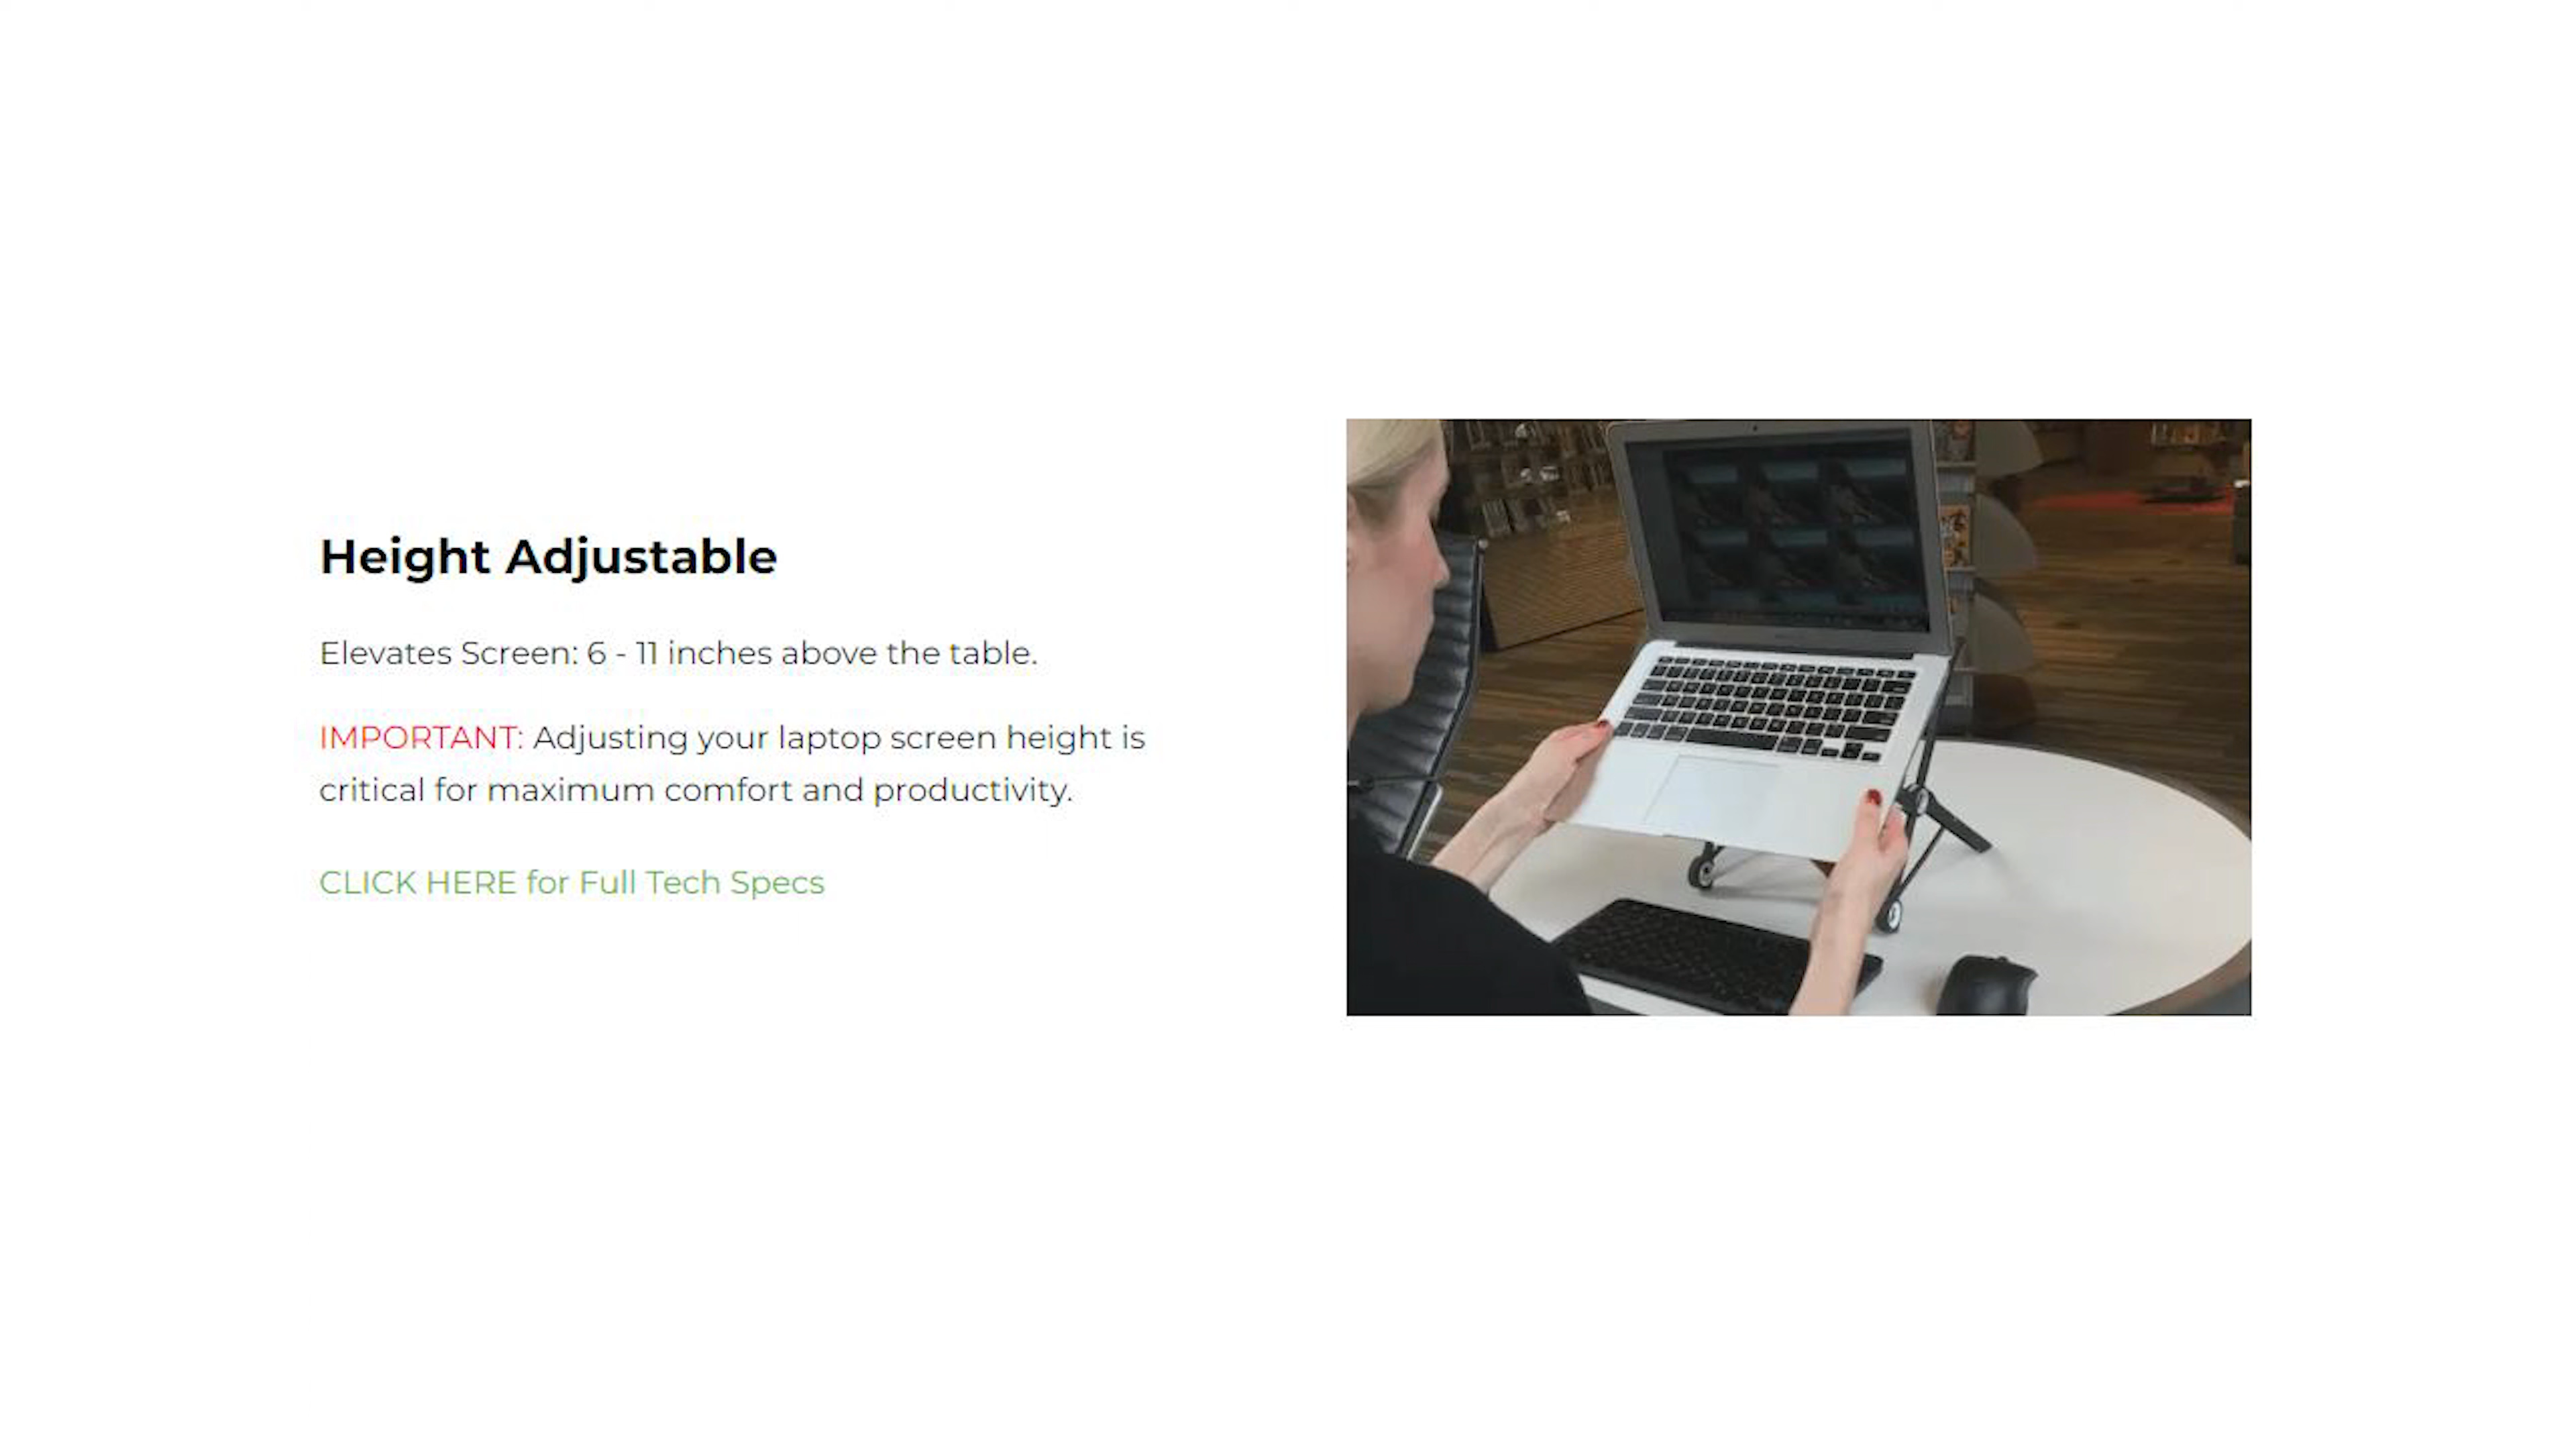 Height Adjustable
Elevates Screen: 6 - 11 inches above the table.
IMPORTANT: Adjusting your laptop screen height is
critical for maximum comfort and productivity.
CLICK HERE for Full Tech Specs